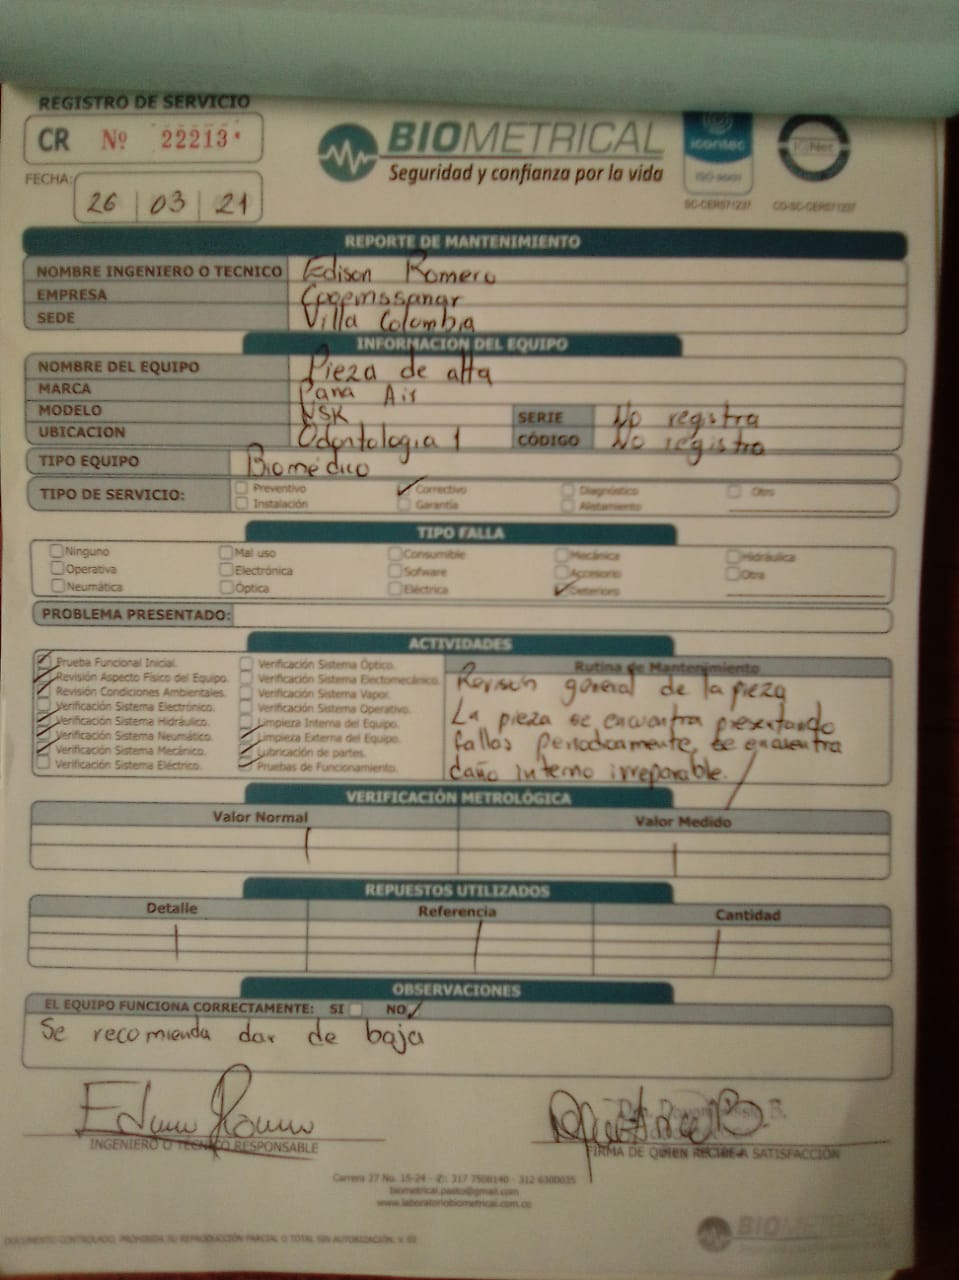 REGISTRO DE SERVICIO
CR Nº 22213
BIOMETRICAL
Seguridad y confianza por la vida
icontec
ISO 9001
SC-CER571237
IQNet
CO-SC-CER571237
FECHA: 26 03 21
REPORTE DE MANTENIMIENTO
NOMBRE INGENIERO O TECNICO Edison Romero
EMPRESA Cooemssanar
SEDE Villa Colombia
INFORMACION DEL EQUIPO
NOMBRE DEL EQUIPO Pieza de alta
MARCA Pana Air
MODELO NSK SERIE No registra
UBICACION Odontologia 1 CÓDIGO No registra
TIPO EQUIPO Biomédico
TIPO DE SERVICIO: Preventivo Correctivo Diagnóstico Otro
Instalación Garantía Alistamiento
TIPO FALLA
Ninguno Mal uso Consumible Mecánica Hidráulica
Operativa Electrónica Sofware Accesorio Otra
Neumática Óptica Eléctrica Deterioro
PROBLEMA PRESENTADO:
ACTIVIDADES
Prueba Funcional Inicial.
Revisión Aspecto Físico del Equipo.
Revisión Condiciones Ambientales.
Verificación Sistema Electrónico.
Verificación Sistema Hidráulico.
Verificación Sistema Neumático.
Verificación Sistema Mecánico.
Verificación Sistema Eléctrico.
Verificación Sistema Óptico.
Verificación Sistema Electomecánico.
Verificación Sistema Vapor.
Verificación Sistema Operativo.
Limpieza Interna del Equipo.
Limpieza Externa del Equipo.
Lubricación de partes.
Pruebas de Funcionamiento.
Rutina de Mantenimiento
Revisión general de la pieza
La pieza se encuentra presentando
fallos periodicamente, se encuentra
daño interno irreparable.
VERIFICACIÓN METROLÓGICA
Valor Normal Valor Medido
REPUESTOS UTILIZADOS
Detalle Referencia Cantidad
OBSERVACIONES
EL EQUIPO FUNCIONA CORRECTAMENTE: SI NO
Se recomienda dar de baja
INGENIERO O TÉCNICO RESPONSABLE
FIRMA DE QUIEN RECIBE A SATISFACCIÓN
Carrera 27 No. 15-24 - 317 7508140 - 312 6300035
biometrical.pasto@gmail.com
www.laboratoriobiometrical.com.co
DOCUMENTO CONTROLADO, PROHIBIDA SU REPRODUCCIÓN PARCIAL O TOTAL SIN AUTORIZACIÓN.
BIOMETRICAL